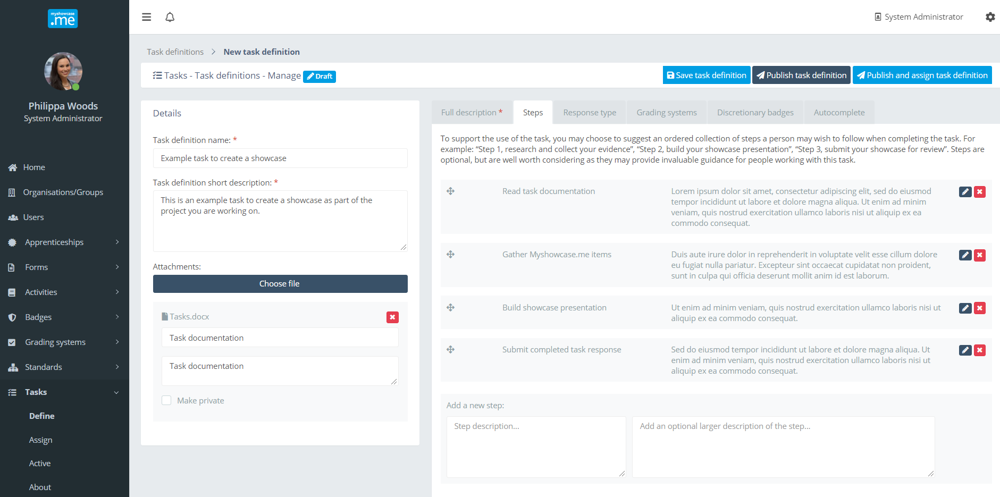 myshowcase
.me
Philippa Woods
System Administrator
Home
Organisations/Groups
Users
Apprenticeships
Forms
Activities
Badges
Grading systems
Standards
Tasks
Define
Assign
Active
About
System Administrator
Task definitions > New task definition
Tasks - Task definitions - Manage Draft
Save task definition Publish task definition Publish and assign task definition
Details
Task definition name: *
Example task to create a showcase
Task definition short description: *
This is an example task to create a showcase as part of the
project you are working on.
Attachments:
Choose file
Tasks.docx
Task documentation
Task documentation
Make private
Full description * Steps Response type Grading systems Discretionary badges Autocomplete
To support the use of the task, you may choose to suggest an ordered collection of steps a person may wish to follow when completing the task. For
example: “Step 1, research and collect your evidence”, “Step 2, build your showcase presentation”, “Step 3, submit your showcase for review”. Steps are
optional, but are well worth considering as they may provide invaluable guidance for people working with this task.
Read task documentation
Lorem ipsum dolor sit amet, consectetur adipiscing elit, sed do eiusmod
tempor incididunt ut labore et dolore magna aliqua. Ut enim ad minim
veniam, quis nostrud exercitation ullamco laboris nisi ut aliquip ex ea
commodo consequat.
Gather Myshowcase.me items
Duis aute irure dolor in reprehenderit in voluptate velit esse cillum dolore
eu fugiat nulla pariatur. Excepteur sint occaecat cupidatat non proident,
sunt in culpa qui officia deserunt mollit anim id est laborum.
Build showcase presentation
Ut enim ad minim veniam, quis nostrud exercitation ullamco laboris nisi ut
aliquip ex ea commodo consequat.
Submit completed task response
Sed do eiusmod tempor incididunt ut labore et dolore magna aliqua. Ut
enim ad minim veniam, quis nostrud exercitation ullamco laboris nisi ut
aliquip ex ea commodo consequat.
Add a new step:
Step description...
Add an optional larger description of the step...